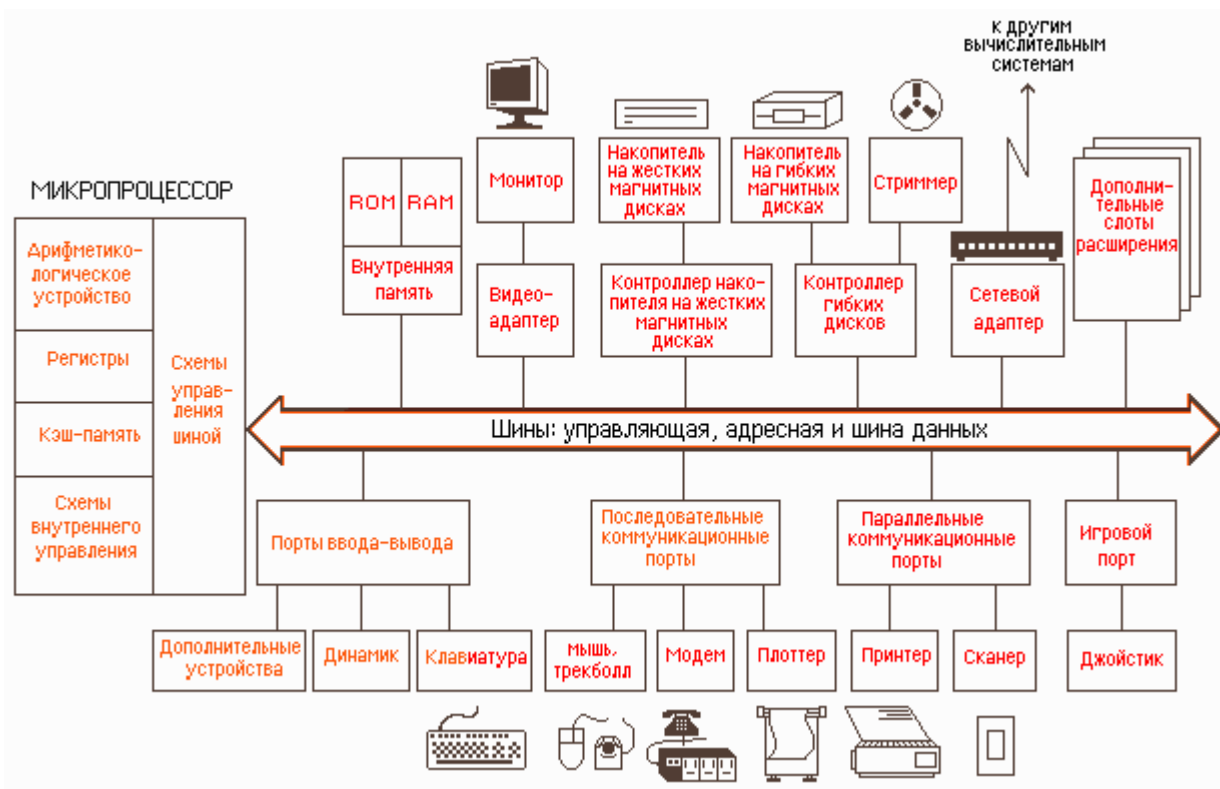 к другим
вычислительным
системам
МИКРОПРОЦЕССОР
Арифметико-
логическое
устройство
Регистры
Кэш-память
Схемы
внутреннего
управления
Схемы
управ-
ления
шиной
ROM
RAM
Внутренняя
память
Монитор
Видео-
адаптер
Накопитель
на жестких
магнитных
дисках
Контроллер нако-
пителя на жестких
магнитных
дисках
Накопитель
на гибких
магнитных
дисках
Стриммер
Контроллер
гибких
дисков
Сетевой
адаптер
Дополни-
тельные
слоты
расширения
Шины: управляющая, адресная и шина данных
Порты ввода-вывода
Последовательные
коммуникационные
порты
Параллельные
коммуникационные
порты
Игровой
порт
Дополнительные
устройства
Динамик
Клавиатура
мышь,
трекболл
Модем
Плоттер
Принтер
Сканер
Джойстик